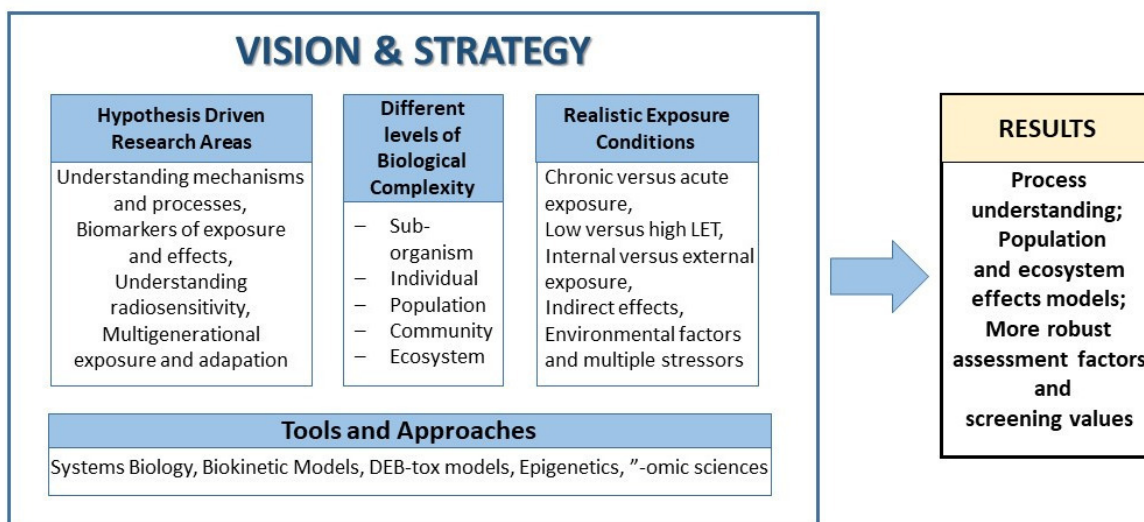 VISION & STRATEGY
Hypothesis Driven
Research Areas
Understanding mechanisms
and processes,
Biomarkers of exposure
and effects,
Understanding
radiosensitivity,
Multigenerational
exposure and adapation
Different
levels of
Biological
Complexity
– Sub-
organism
– Individual
– Population
– Community
– Ecosystem
Realistic Exposure
Conditions
Chronic versus acute
exposure,
Low versus high LET,
Internal versus external
exposure,
Indirect effects,
Environmental factors
and multiple stressors
Tools and Approaches
Systems Biology, Biokinetic Models, DEB-tox models, Epigenetics, ”-omic sciences
RESULTS
Process
understanding;
Population
and ecosystem
effects models;
More robust
assessment factors
and
screening values